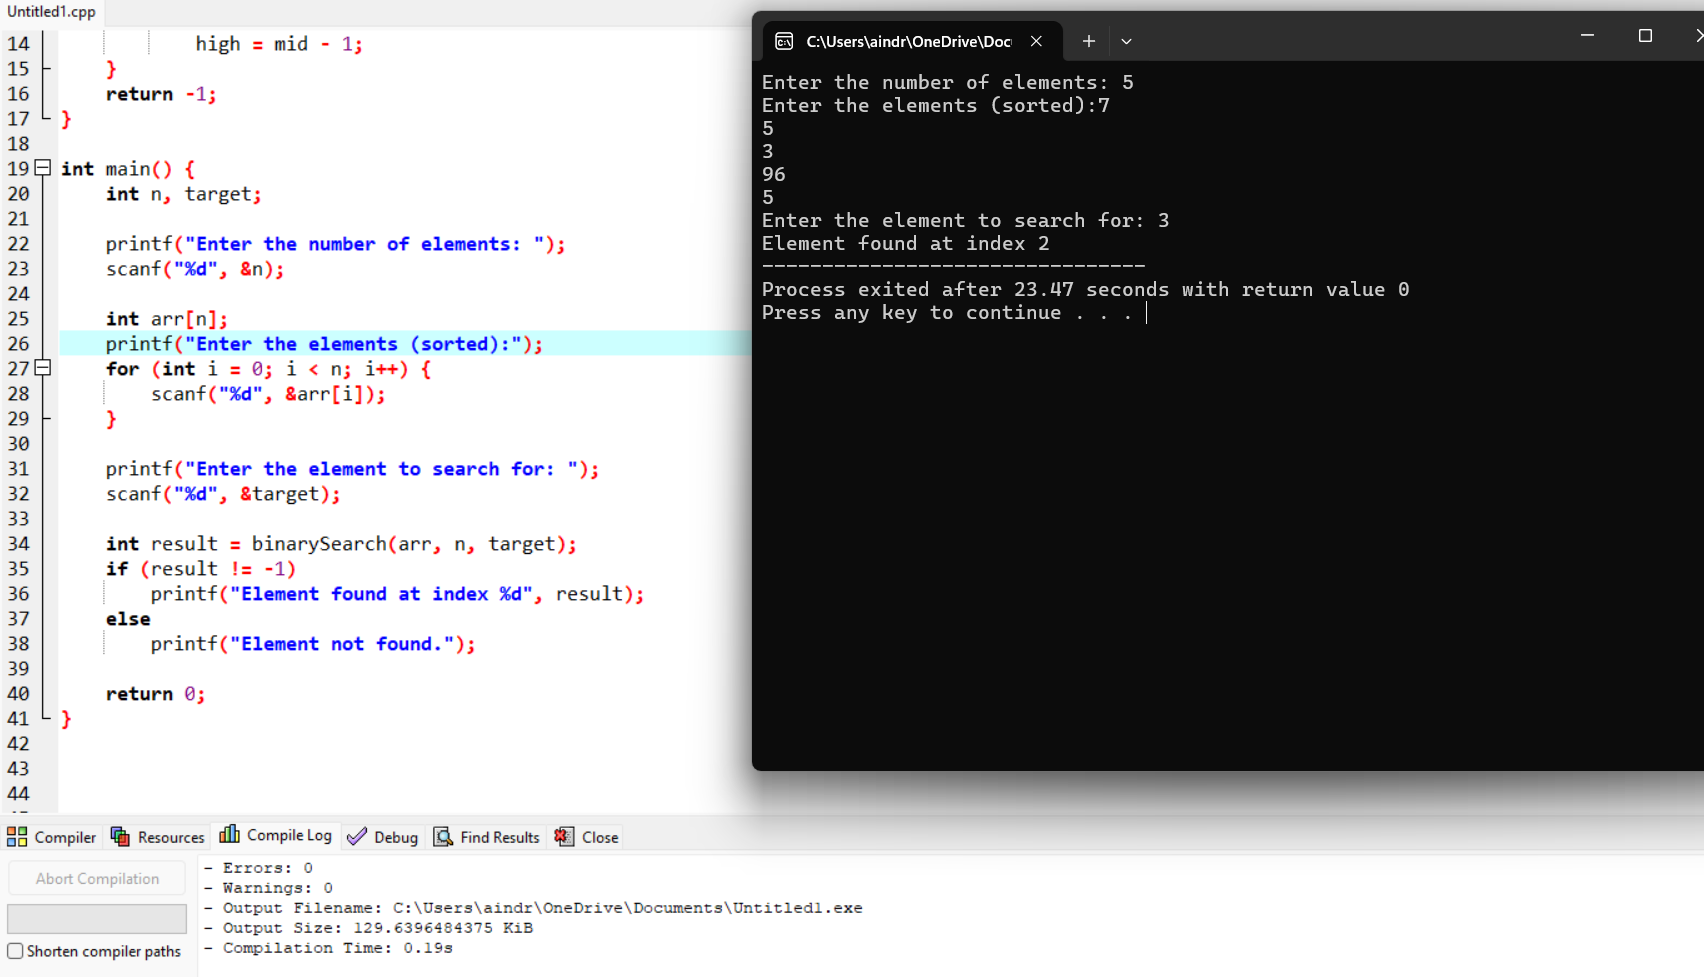 Untitled1.cpp
14 high = mid - 1;
15 }
16 return -1;
17 }
18
19 int main() {
20 int n, target;
21
22 printf("Enter the number of elements: ");
23 scanf("%d", &n);
24
25 int arr[n];
26 printf("Enter the elements (sorted):");
27 for (int i = 0; i < n; i++) {
28 scanf("%d", &arr[i]);
29 }
30
31 printf("Enter the element to search for: ");
32 scanf("%d", &target);
33
34 int result = binarySearch(arr, n, target);
35 if (result != -1)
36 printf("Element found at index %d", result);
37 else
38 printf("Element not found.");
39
40 return 0;
41 }
42
43
44
C:\Users\aindr\OneDrive\Doc
Enter the number of elements: 5
Enter the elements (sorted):7
5
3
96
5
Enter the element to search for: 3
Element found at index 2
--------------------------------
Process exited after 23.47 seconds with return value 0
Press any key to continue . . .
Compiler Resources Compile Log Debug Find Results Close
Abort Compilation
Shorten compiler paths
- Errors: 0
- Warnings: 0
- Output Filename: C:\Users\aindr\OneDrive\Documents\Untitled1.exe
- Output Size: 129.6396484375 KiB
- Compilation Time: 0.19s